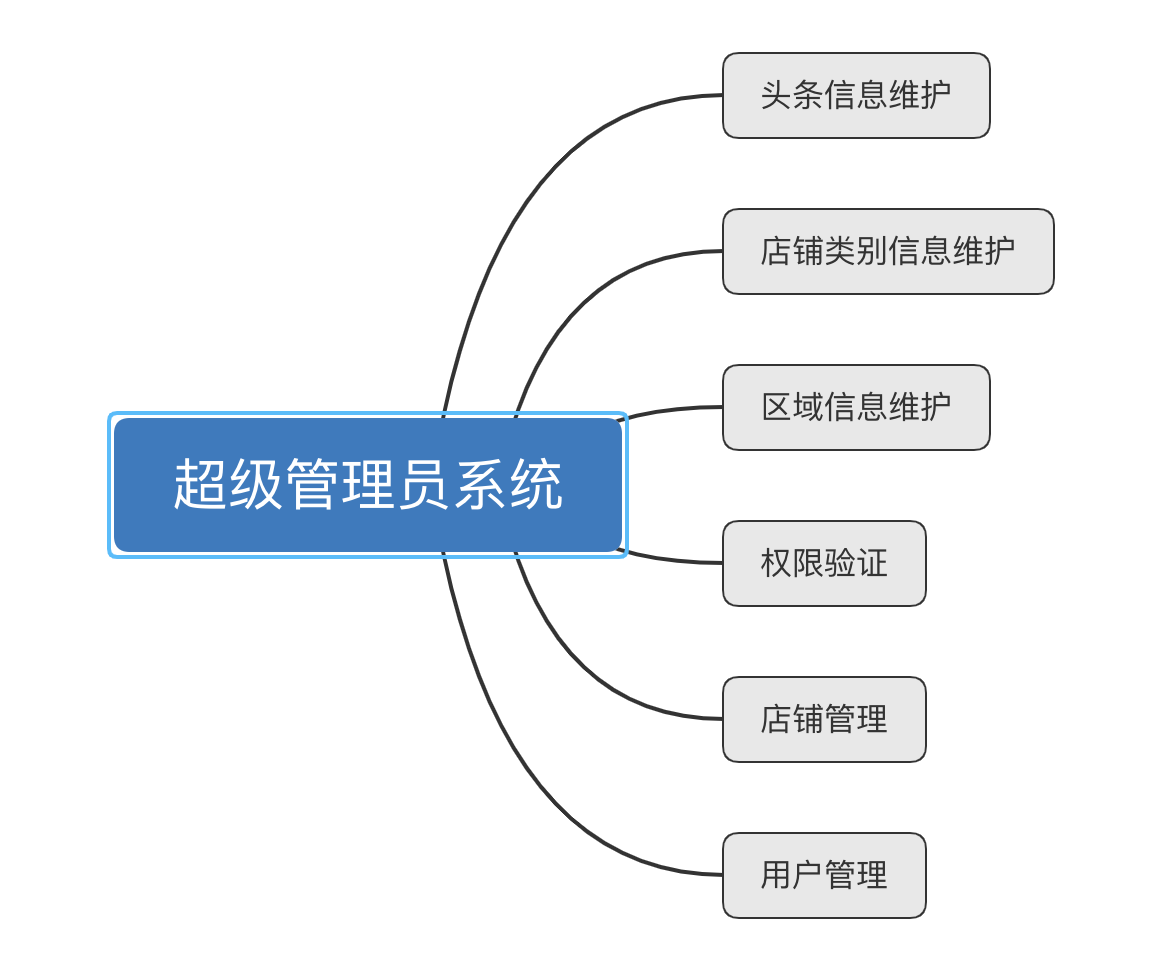 头条信息维护
店铺类别信息维护
区域信息维护
超级管理员系统
权限验证
店铺管理
用户管理